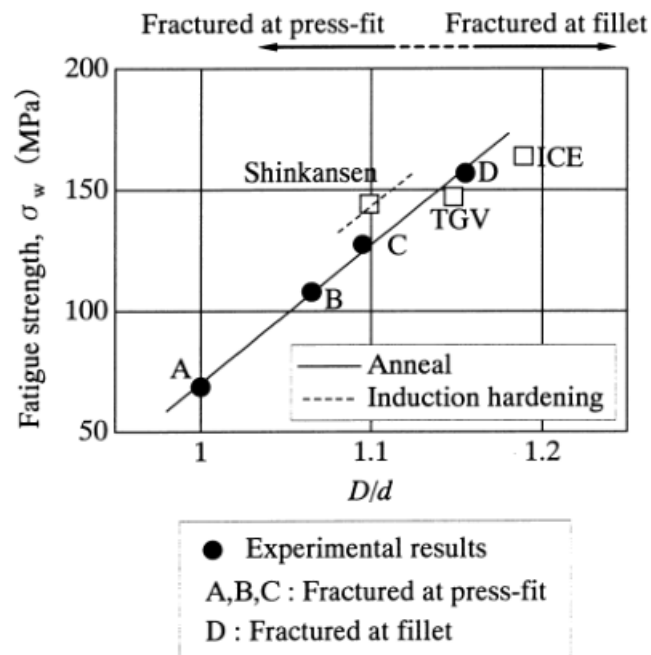 Fractured at press-fit Fractured at fillet
200
150
100
50
Fatigue strength, σw (MPa)
Shinkansen
D
ICE
TGV
C
B
A
Anneal
Induction hardening
1 1.1 1.2
D/d
Experimental results
A,B,C : Fractured at press-fit
D : Fractured at fillet